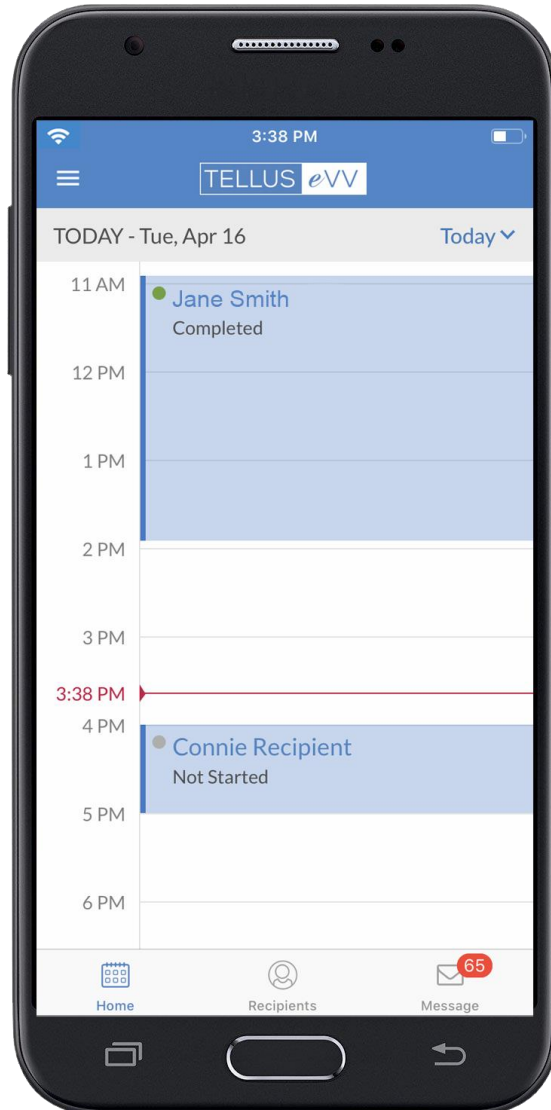 3:38 PM
TELLUS eVV
TODAY - Tue, Apr 16 Today
11 AM
Jane Smith
Completed
12 PM
1 PM
2 PM
3 PM
3:38 PM
4 PM
Connie Recipient
Not Started
5 PM
6 PM
65
Home Recipients Message